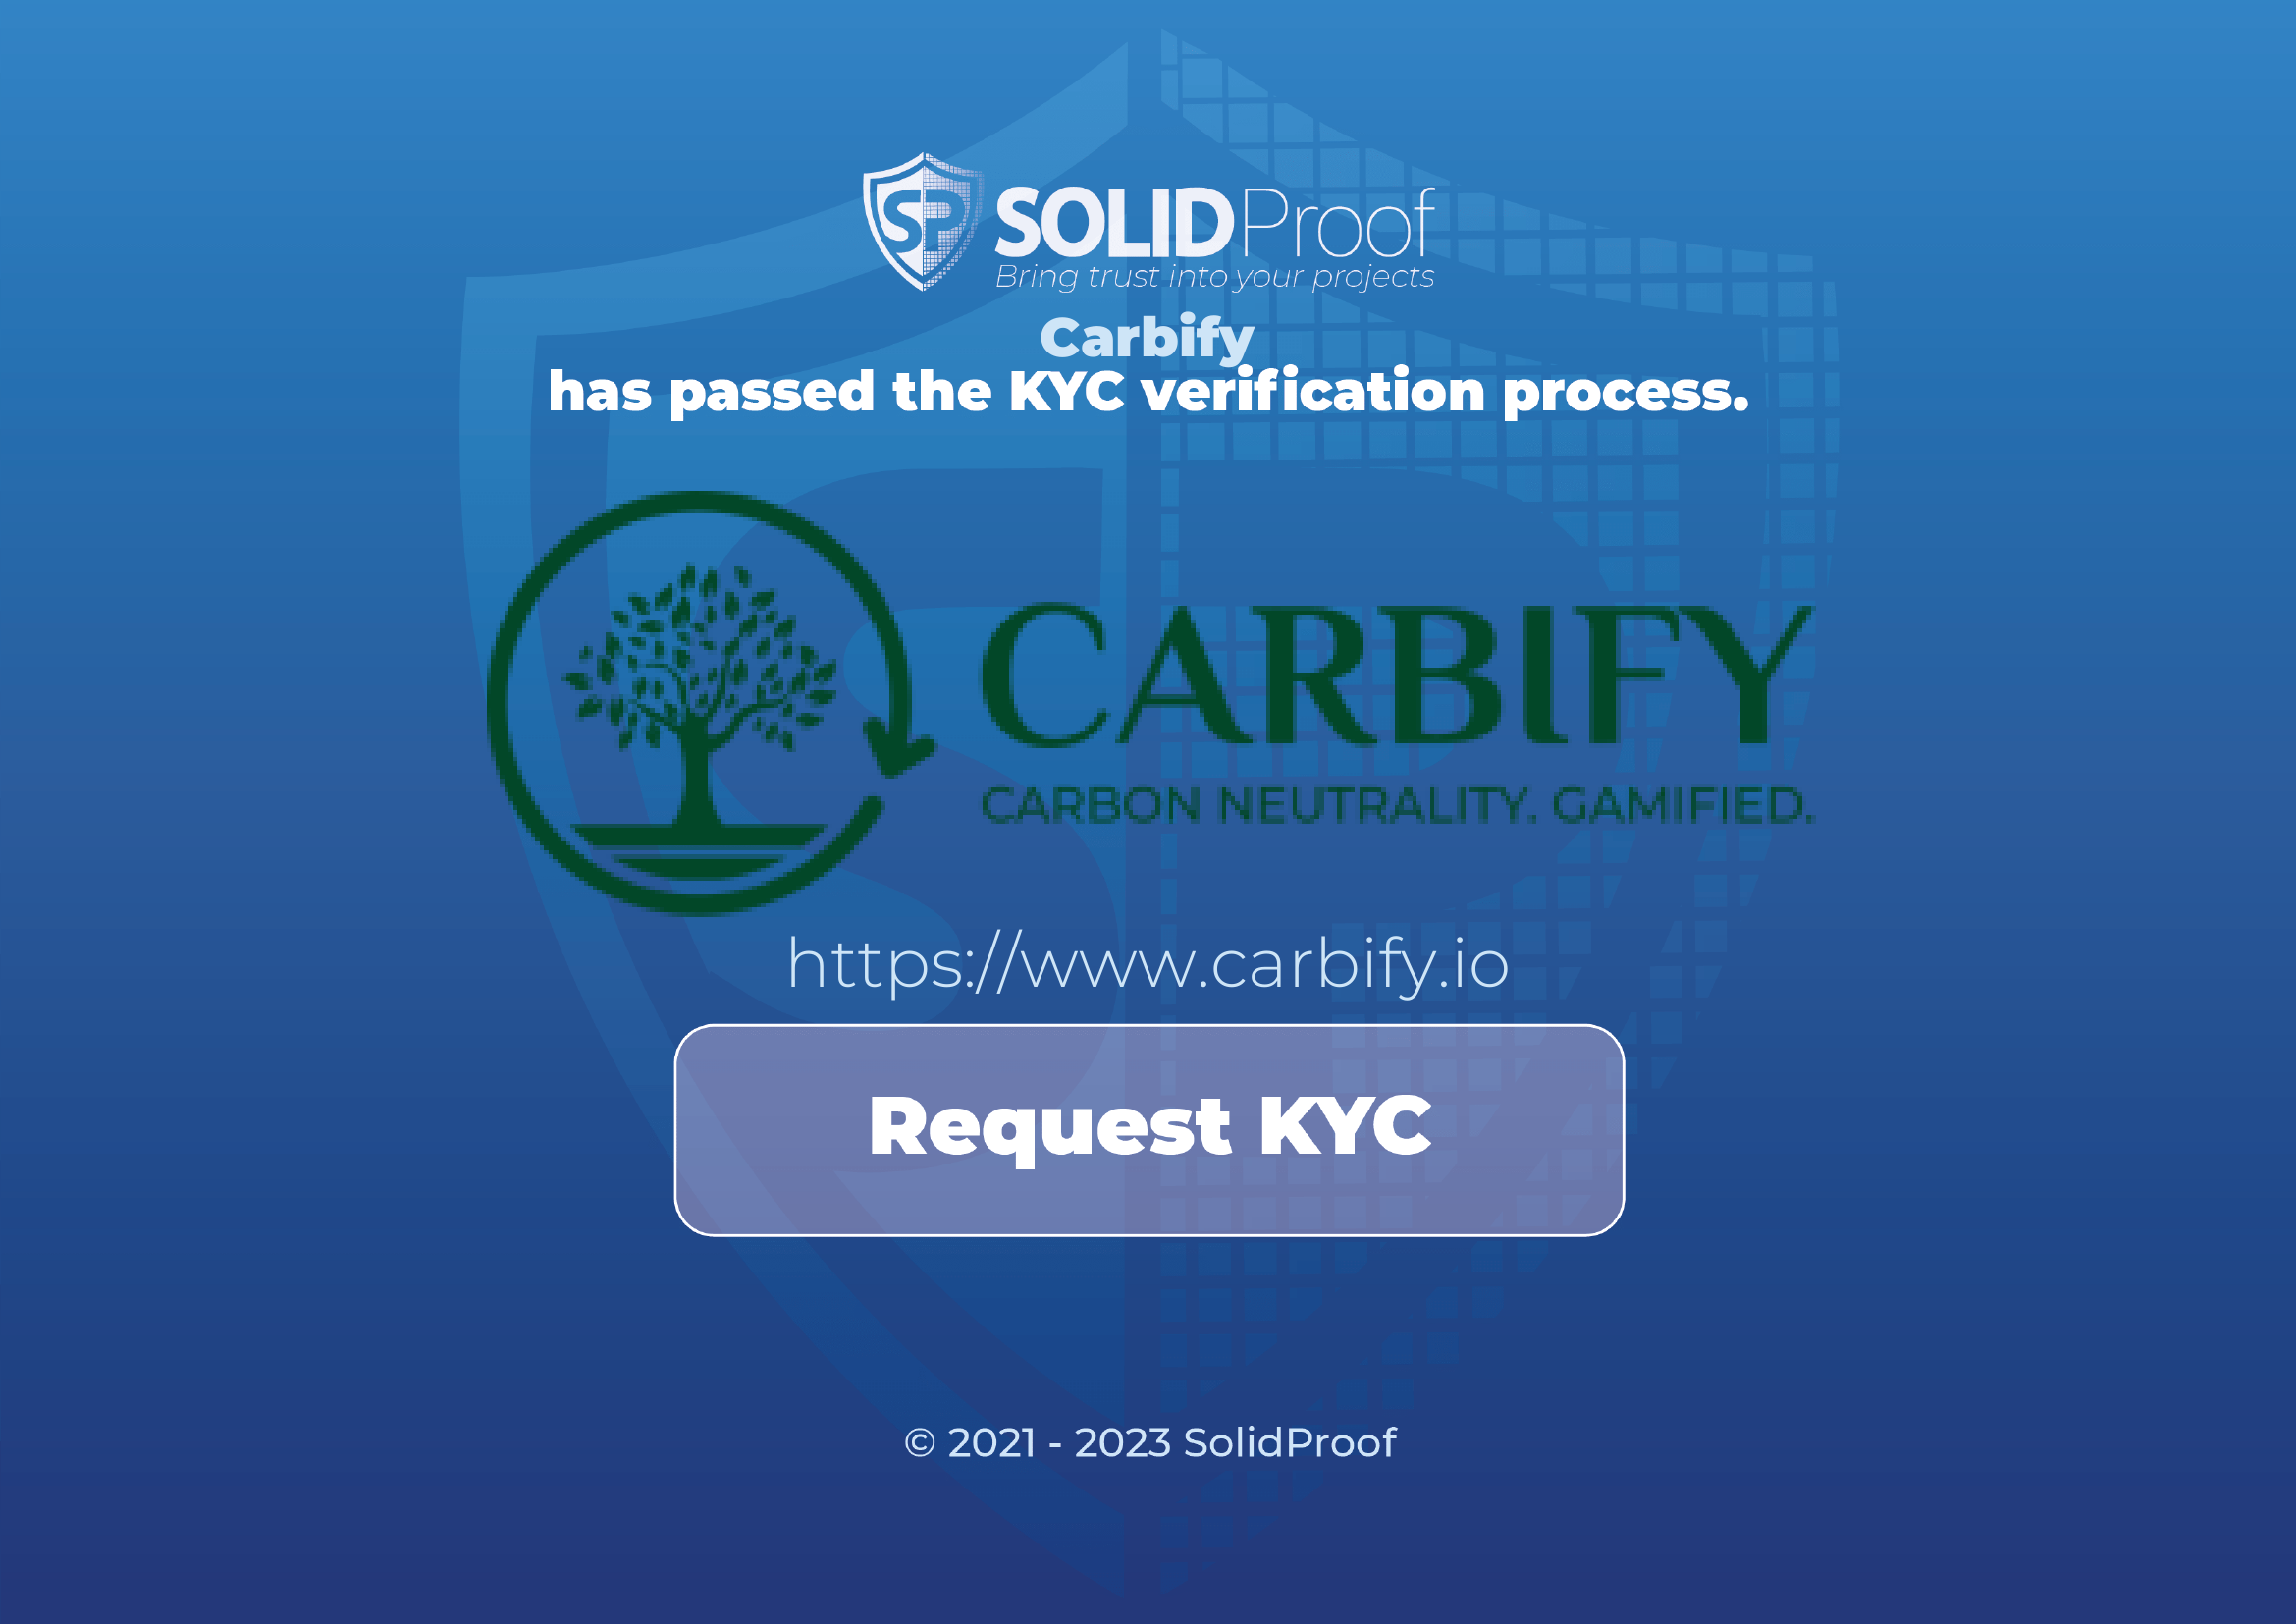 SP SOLIDProof
Bring trust into your projects
Carbify
has passed the KYC verification process.
CARBIFY
CARBON NEUTRALITY. GAMIFIED.
https://www.carbify.io
Request KYC
© 2021 - 2023 SolidProof